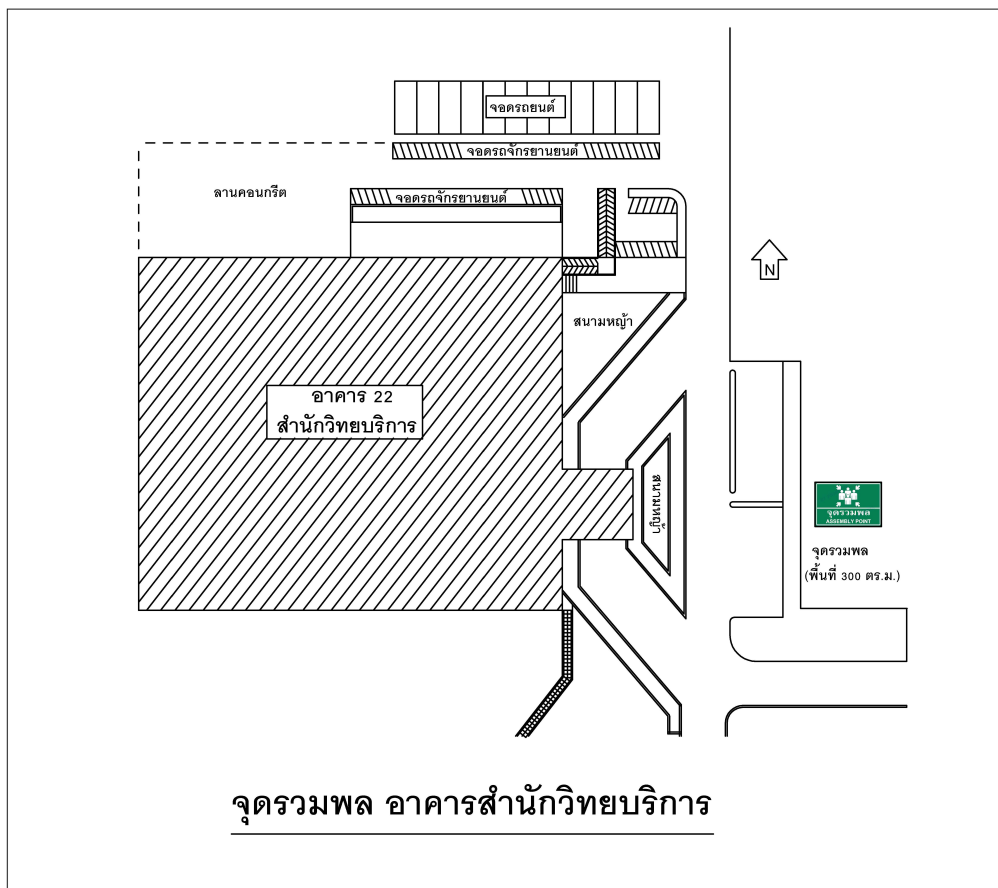 จอดรถยนต์
จอดรถจักรยานยนต์
ลานคอนกรีต
จอดรถจักรยานยนต์
N
สนามหญ้า
อาคาร 22
สำนักวิทยบริการ
สนามหญ้า
จุดรวมพล
ASSEMBLY POINT
จุดรวมพล
(พื้นที่ 300 ตร.ม.)
จุดรวมพล อาคารสำนักวิทยบริการ